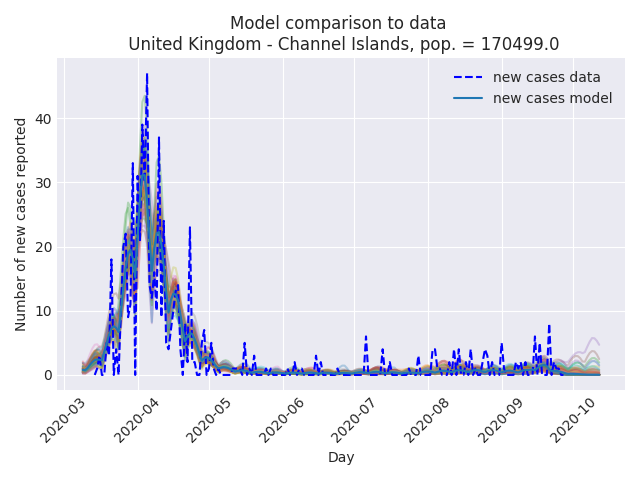 Model comparison to data
United Kingdom - Channel Islands, pop. = 170499.0
new cases data
new cases model
Number of new cases reported
40
30
20
10
0
2020-03
2020-04
2020-05
2020-06
2020-07
2020-08
2020-09
2020-10
Day